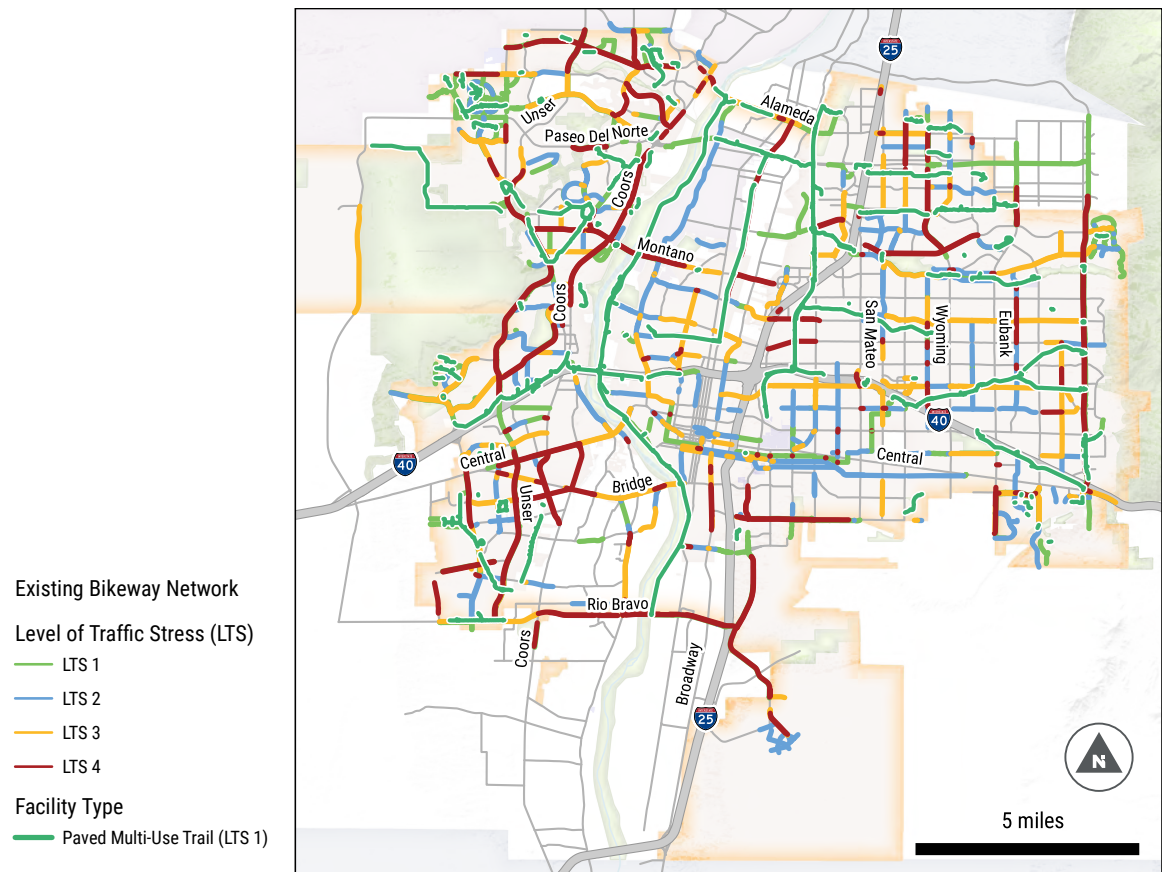 25
Alameda
Unser
Paseo Del Norte
Coors
Montano
Coors
San Mateo
Wyoming
Eubank
40
Central
40
Central
Unser
Bridge
Existing Bikeway Network
Level of Traffic Stress (LTS)
LTS 1
LTS 2
LTS 3
LTS 4
Facility Type
Paved Multi-Use Trail (LTS 1)
Rio Bravo
Coors
Broadway
25
N
5 miles